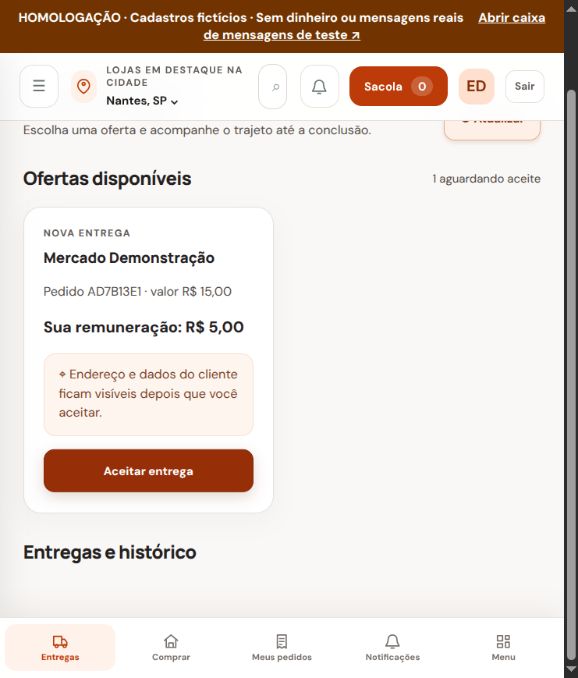 HOMOLOGAÇÃO · Cadastros fictícios · Sem dinheiro ou mensagens reais
Abrir caixa de mensagens de teste ↗
LOJAS EM DESTAQUE NA
CIDADE
Nantes, SP
Sacola 0
ED
Sair
Escolha uma oferta e acompanhe o trajeto até a conclusão.
Atualizar
Ofertas disponíveis
1 aguardando aceite
NOVA ENTREGA
Mercado Demonstração
Pedido AD7B13E1 · valor R$ 15,00
Sua remuneração: R$ 5,00
⌖ Endereço e dados do cliente
ficam visíveis depois que você
aceitar.
Aceitar entrega
Entregas e histórico
Entregas
Comprar
Meus pedidos
Notificações
Menu